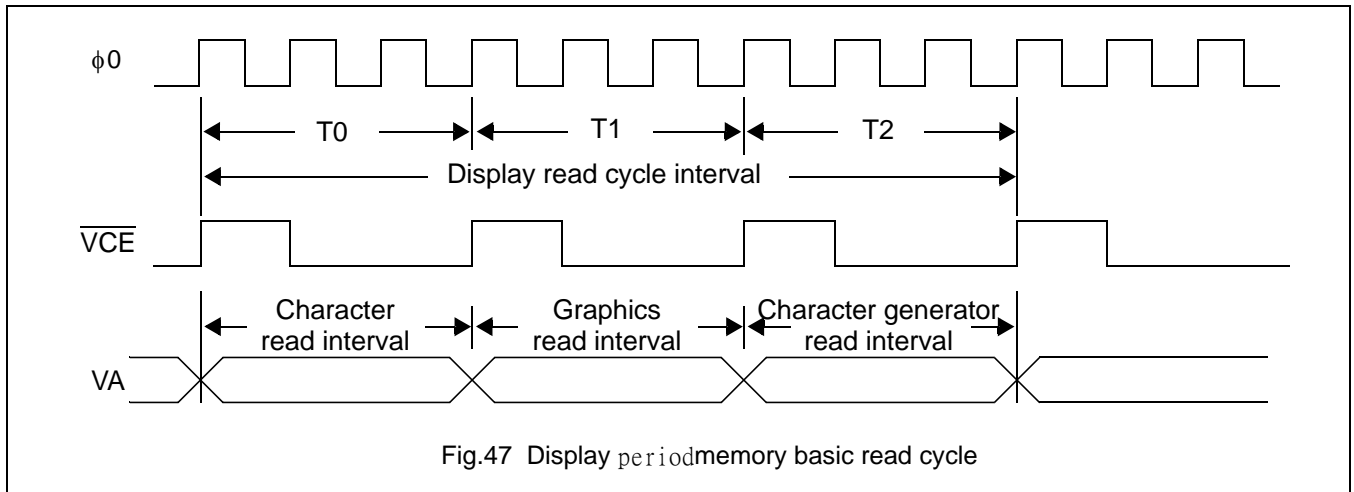 ϕ0
T0 T1 T2
Display read cycle interval
VCE
Character read interval
Graphics read interval
Character generator read interval
VA
Fig.47 Display periodmemory basic read cycle